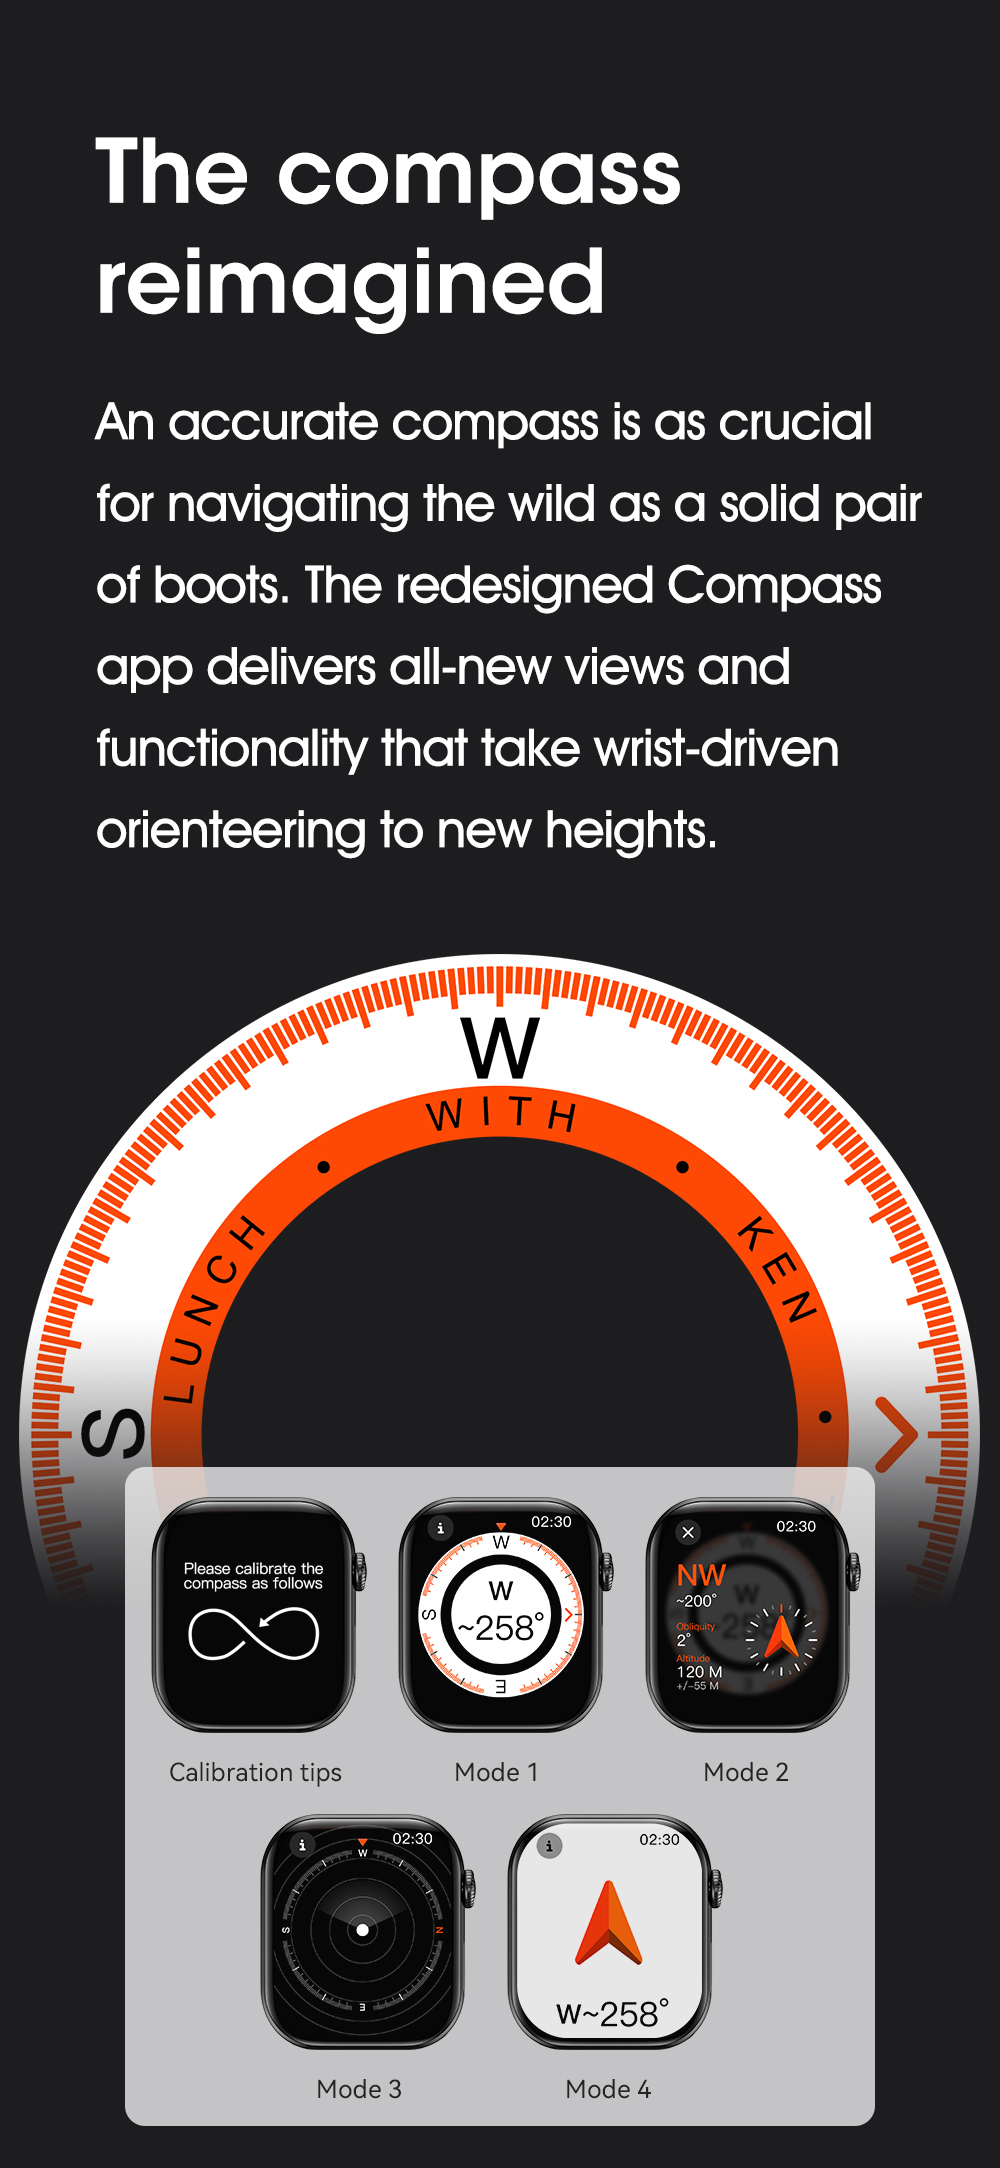 The compass
reimagined
An accurate compass is as crucial
for navigating the wild as a solid pair
of boots. The redesigned Compass
app delivers all-new views and
functionality that take wrist-driven
orienteering to new heights.
W
LUNCH • WITH • KEN •
S
Please calibrate the
compass as follows
i
02:30
W
W
~258°
S
E
02:30
NW
~200°
Obliquity
2°
Altitude
120 M
+/-55 M
W
W
Calibration tips
Mode 1
Mode 2
i
02:30
W
S
N
E
i
02:30
W~258°
Mode 3
Mode 4